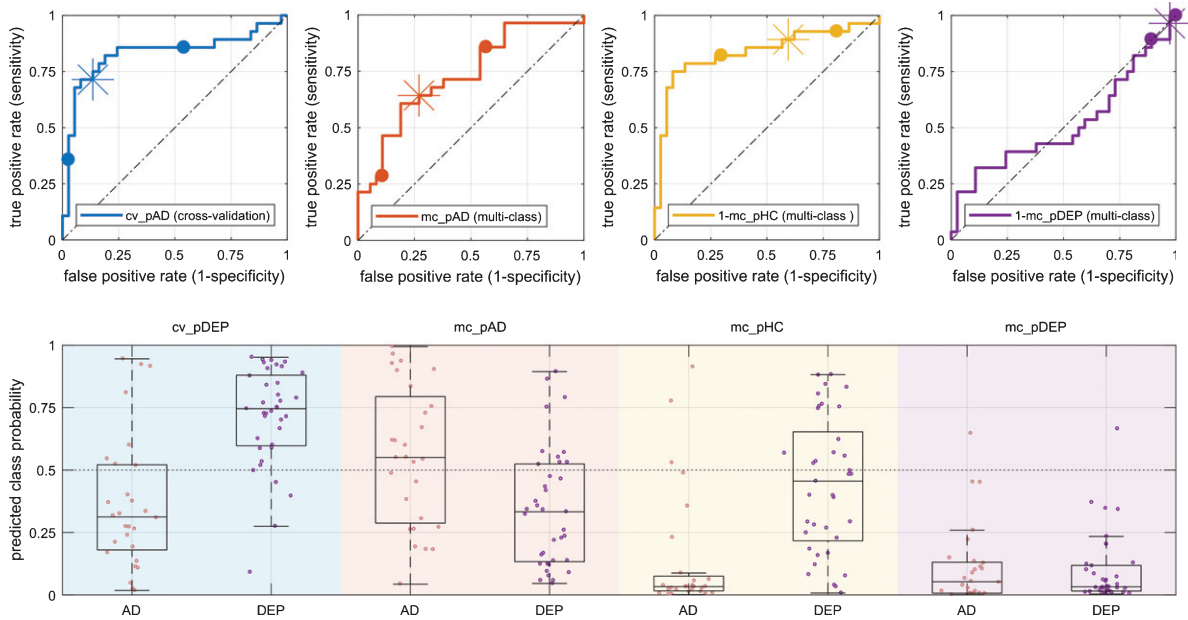 1 1 1 1
0.75 0.75 0.75 0.75
0.5 0.5 0.5 0.5
0.25 0.25 0.25 0.25
0 0 0 0
true positive rate (sensitivity) true positive rate (sensitivity) true positive rate (sensitivity) true positive rate (sensitivity)
cv_pAD (cross-validation) mc_pAD (multi-class) 1-mc_pHC (multi-class ) 1-mc_pDEP (multi-class)
0 0.25 0.5 0.75 1 0 0.25 0.5 0.75 1 0 0.25 0.5 0.75 1 0 0.25 0.5 0.75 1
false positive rate (1-specificity) false positive rate (1-specificity) false positive rate (1-specificity) false positive rate (1-specificity)
cv_pDEP mc_pAD mc_pHC mc_pDEP
1
0.75
0.5
0.25
0
predicted class probability
AD DEP AD DEP AD DEP AD DEP